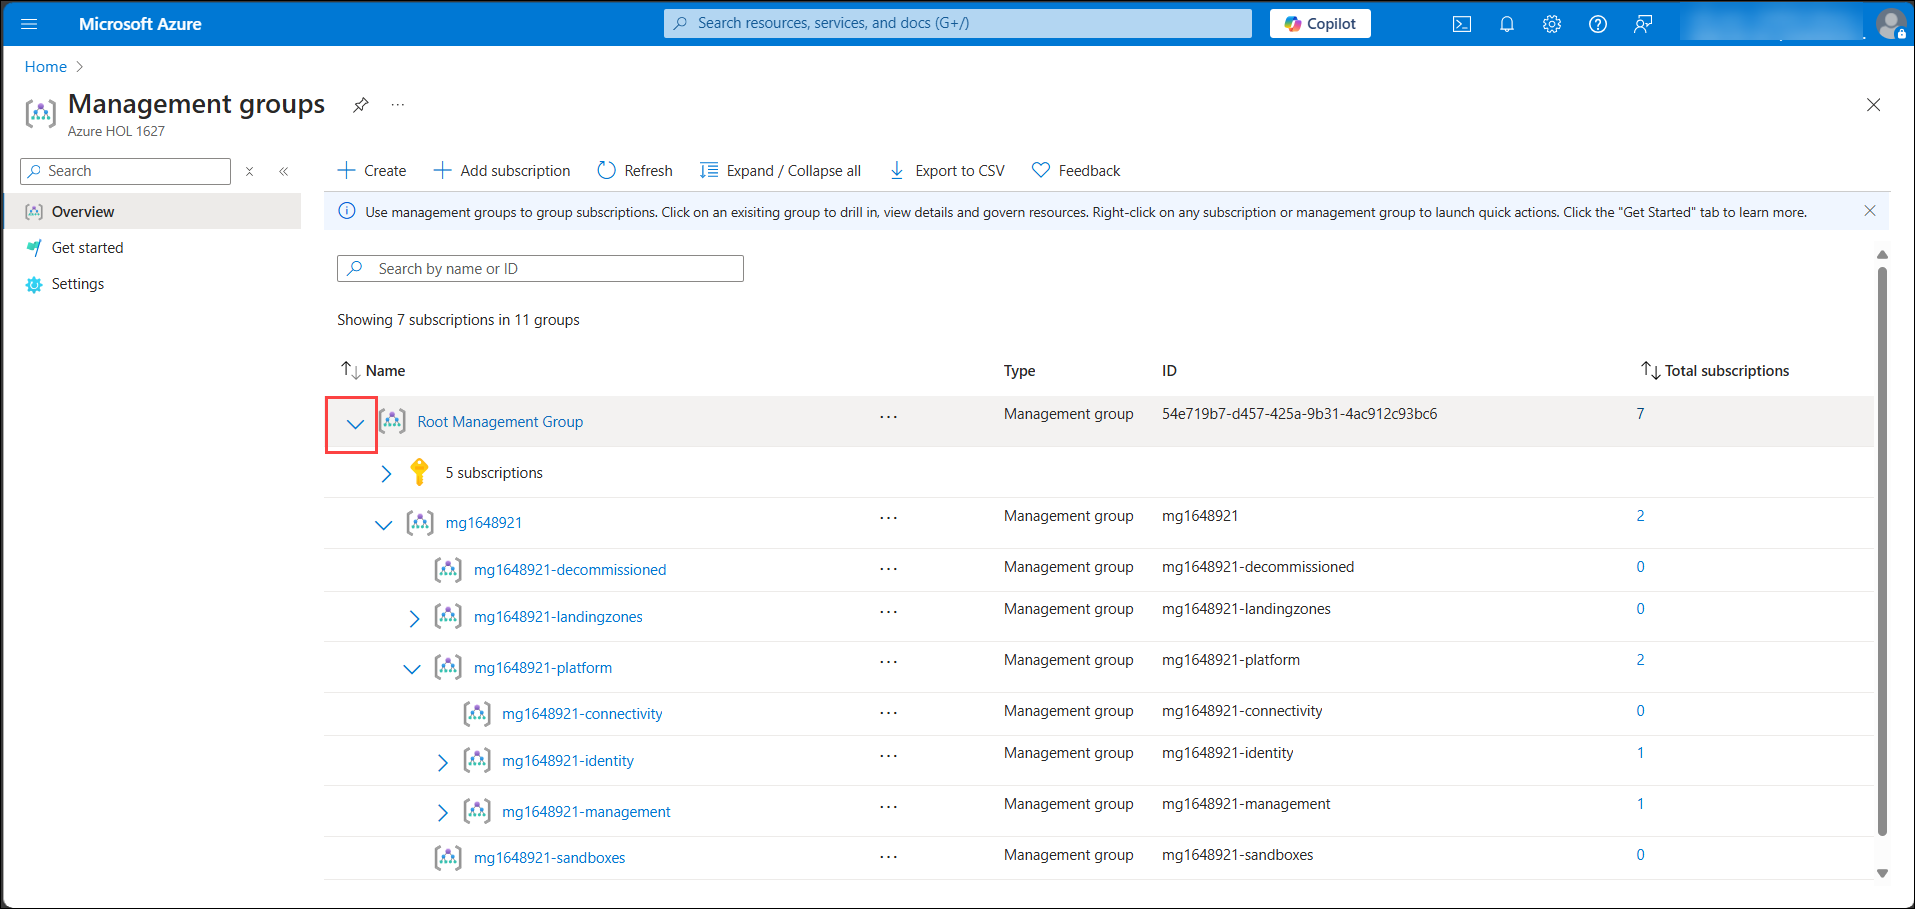 Microsoft Azure
Search resources, services, and docs (G+/)
Copilot
Home
Management groups
Azure HOL 1627
Search
Create
Add subscription
Refresh
Expand / Collapse all
Export to CSV
Feedback
Overview
Get started
Settings
Use management groups to group subscriptions. Click on an exisiting group to drill in, view details and govern resources. Right-click on any subscription or management group to launch quick actions. Click the "Get Started" tab to learn more.
Search by name or ID
Showing 7 subscriptions in 11 groups
Name Type ID Total subscriptions
Root Management Group ... Management group 54e719b7-d457-425a-9b31-4ac912c93bc6 7
5 subscriptions
mg1648921 ... Management group mg1648921 2
mg1648921-decommissioned ... Management group mg1648921-decommissioned 0
mg1648921-landingzones ... Management group mg1648921-landingzones 0
mg1648921-platform ... Management group mg1648921-platform 2
mg1648921-connectivity ... Management group mg1648921-connectivity 0
mg1648921-identity ... Management group mg1648921-identity 1
mg1648921-management ... Management group mg1648921-management 1
mg1648921-sandboxes ... Management group mg1648921-sandboxes 0